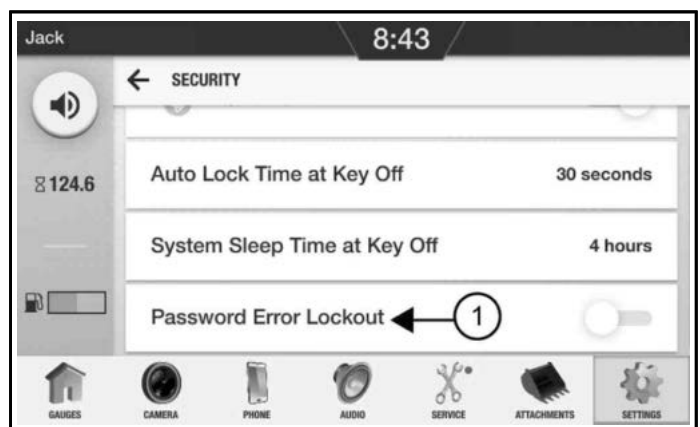 Jack
8:43
← SECURITY
124.6
Auto Lock Time at Key Off 30 seconds
System Sleep Time at Key Off 4 hours
Password Error Lockout 1
GAUGES CAMERA PHONE AUDIO SERVICE ATTACHMENTS SETTINGS